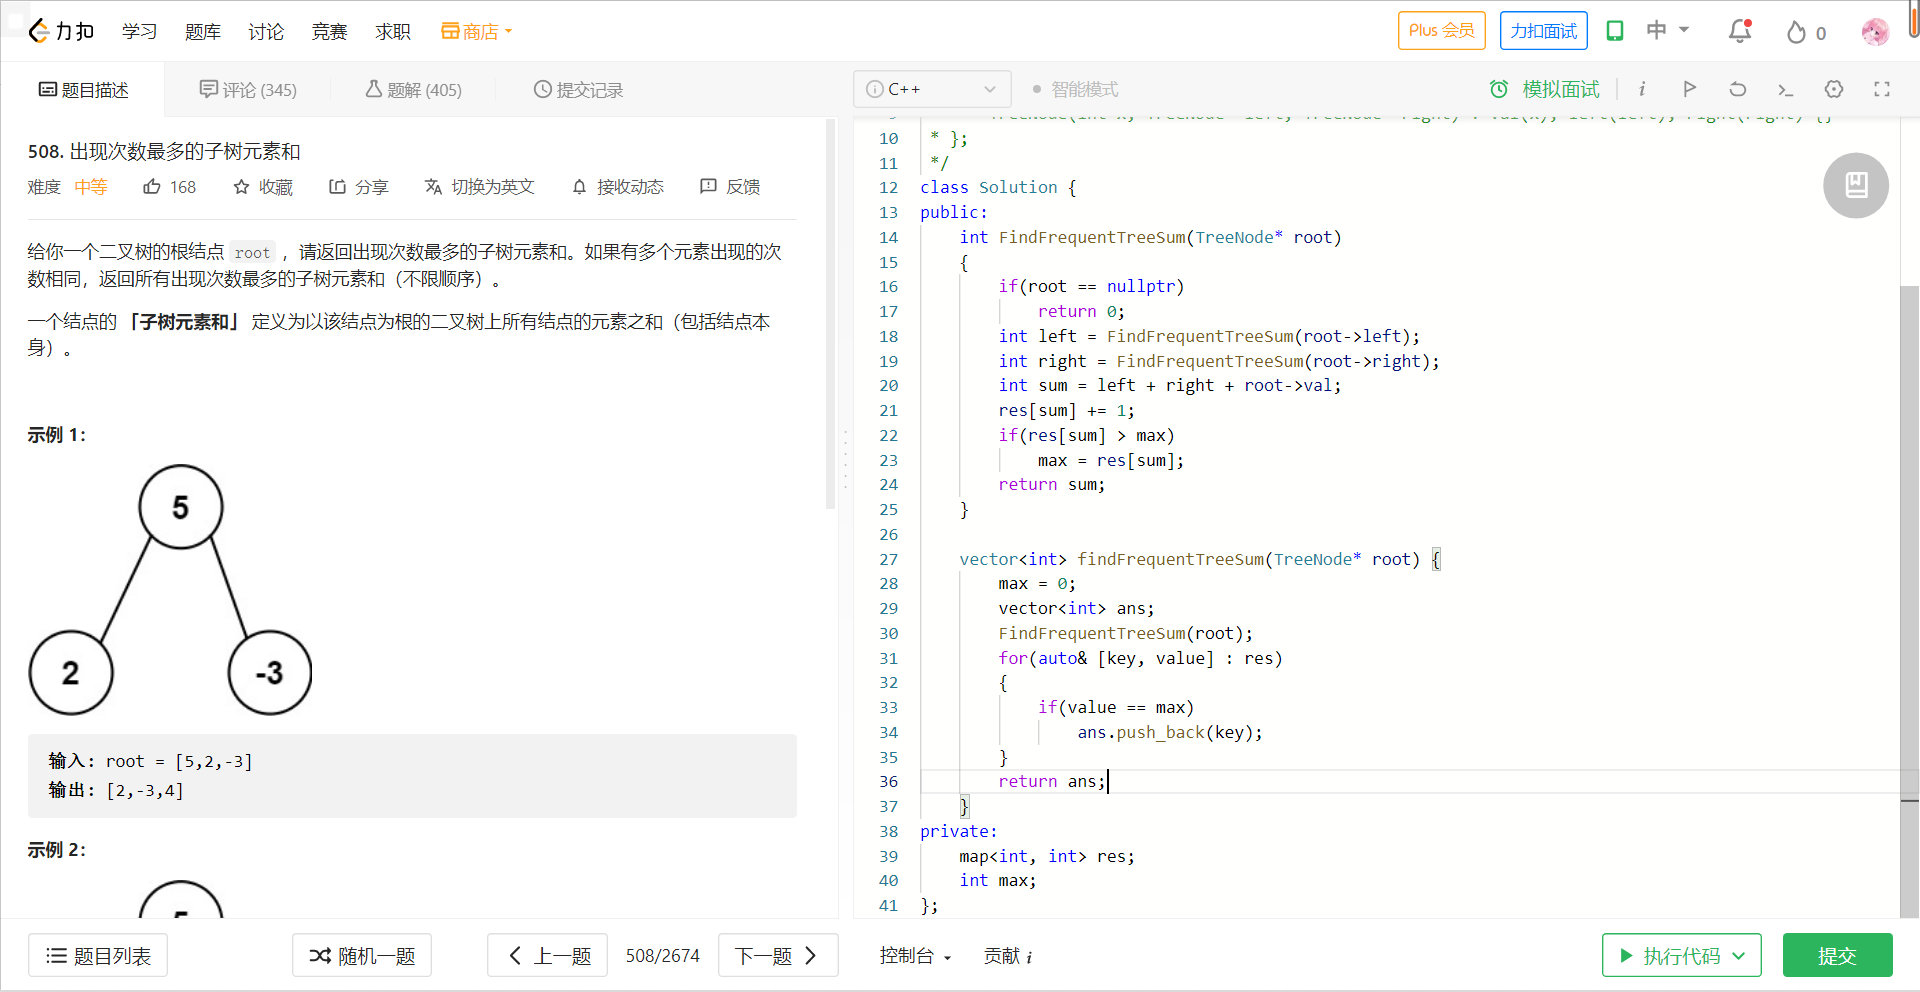 力扣 学习 题库 讨论 竞赛 求职 商店 Plus 会员 力扣面试 中 0
题目描述 评论 (345) 题解 (405) 提交记录
508. 出现次数最多的子树元素和
难度 中等 168 收藏 分享 切换为英文 接收动态 反馈
给你一个二叉树的根结点 root ，请返回出现次数最多的子树元素和。如果有多个元素出现的次
数相同，返回所有出现次数最多的子树元素和（不限顺序）。
一个结点的 「子树元素和」 定义为以该结点为根的二叉树上所有结点的元素之和（包括结点本
身）。
示例 1:
5
2 -3
输入: root = [5,2,-3]
输出: [2,-3,4]
示例 2:
题目列表 随机一题 上一题 508/2674 下一题
C++ 智能模式 模拟面试 i
10 * };
11 */
12 class Solution {
13 public:
14 int FindFrequentTreeSum(TreeNode* root)
15 {
16 if(root == nullptr)
17 return 0;
18 int left = FindFrequentTreeSum(root->left);
19 int right = FindFrequentTreeSum(root->right);
20 int sum = left + right + root->val;
21 res[sum] += 1;
22 if(res[sum] > max)
23 max = res[sum];
24 return sum;
25 }
26
27 vector<int> findFrequentTreeSum(TreeNode* root) {
28 max = 0;
29 vector<int> ans;
30 FindFrequentTreeSum(root);
31 for(auto& [key, value] : res)
32 {
33 if(value == max)
34 ans.push_back(key);
35 }
36 return ans;
37 }
38 private:
39 map<int, int> res;
40 int max;
41 };
控制台 贡献 i 执行代码 提交